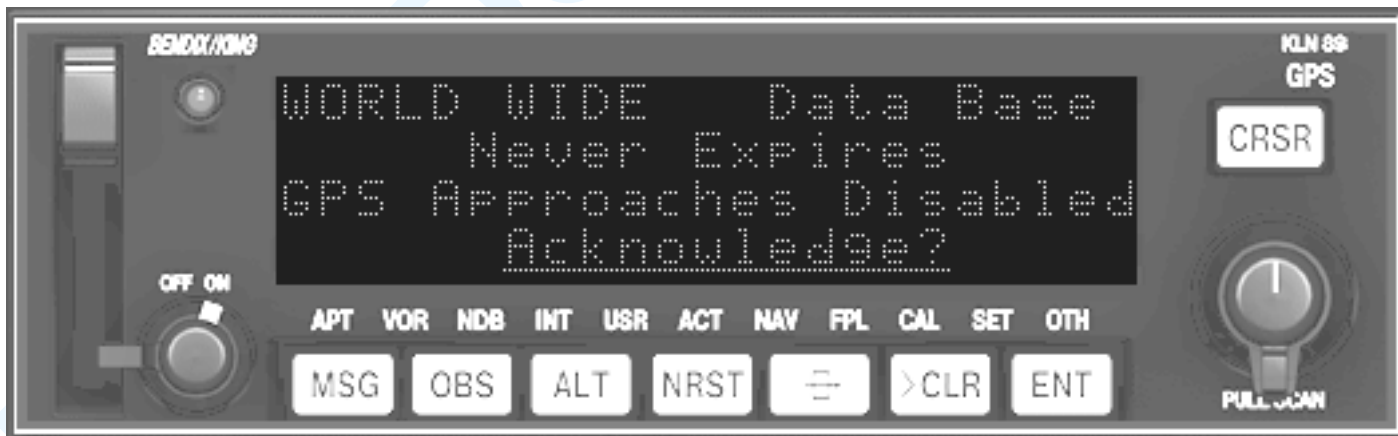 BENDIX/KING
KLN 89
GPS
WORLD WIDE Data Base
Never Expires
GPS Approaches Disabled
Acknowledge?
CRSR
OFF ON
APT VOR NDB INT USR ACT NAV FPL CAL SET OTH
MSG OBS ALT NRST >CLR ENT
PULL SCAN